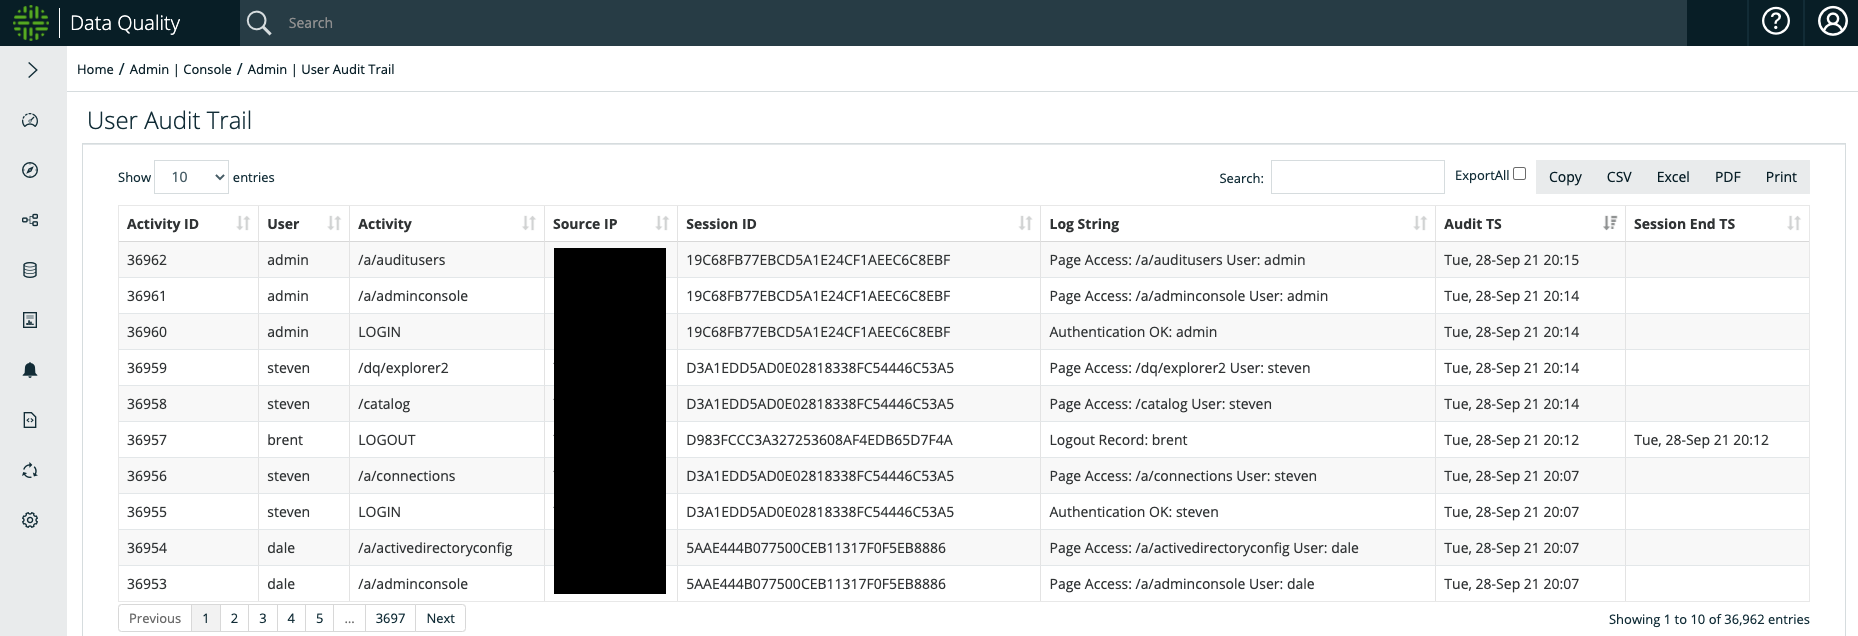 Data Quality Search
Home / Admin | Console / Admin | User Audit Trail
User Audit Trail
Show 10 entries Search: ExportAll Copy CSV Excel PDF Print
Activity ID User Activity Source IP Session ID Log String Audit TS Session End TS
36962 admin /a/auditusers 19C68FB77EBCD5A1E24CF1AEEC6C8EBF Page Access: /a/auditusers User: admin Tue, 28-Sep 21 20:15
36961 admin /a/adminconsole 19C68FB77EBCD5A1E24CF1AEEC6C8EBF Page Access: /a/adminconsole User: admin Tue, 28-Sep 21 20:14
36960 admin LOGIN 19C68FB77EBCD5A1E24CF1AEEC6C8EBF Authentication OK: admin Tue, 28-Sep 21 20:14
36959 steven /dq/explorer2 D3A1EDD5AD0E02818338FC54446C53A5 Page Access: /dq/explorer2 User: steven Tue, 28-Sep 21 20:14
36958 steven /catalog D3A1EDD5AD0E02818338FC54446C53A5 Page Access: /catalog User: steven Tue, 28-Sep 21 20:14
36957 brent LOGOUT D983FCCC3A327253608AF4EDB65D7F4A Logout Record: brent Tue, 28-Sep 21 20:12 Tue, 28-Sep 21 20:12
36956 steven /a/connections D3A1EDD5AD0E02818338FC54446C53A5 Page Access: /a/connections User: steven Tue, 28-Sep 21 20:07
36955 steven LOGIN D3A1EDD5AD0E02818338FC54446C53A5 Authentication OK: steven Tue, 28-Sep 21 20:07
36954 dale /a/activedirectoryconfig 5AAE444B077500CEB11317F0F5EB8886 Page Access: /a/activedirectoryconfig User: dale Tue, 28-Sep 21 20:07
36953 dale /a/adminconsole 5AAE444B077500CEB11317F0F5EB8886 Page Access: /a/adminconsole User: dale Tue, 28-Sep 21 20:07
Previous 1 2 3 4 5 ... 3697 Next Showing 1 to 10 of 36,962 entries